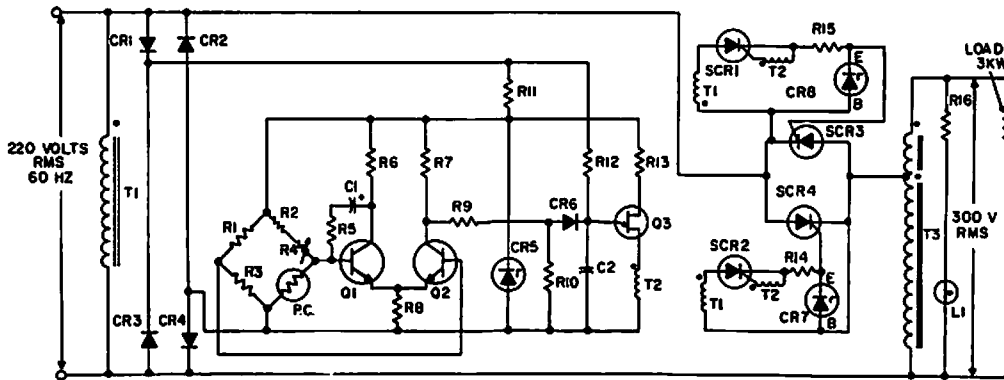 220 VOLTS
RMS
60 HZ
T1
CR1
CR2
CR3
CR4
R1
R2
R3
R4
P.C.
R5
C1
R6
Q1
R7
Q2
R8
R9
R11
CR5
R10
CR6
R12
C2
R13
Q3
T2
SCR1
T2
R15
T1
CR8
E
B
SCR3
SCR4
SCR2
T1
T2
R14
E
CR7
B
T3
R16
L1
300 V
RMS
LOAD
3KW